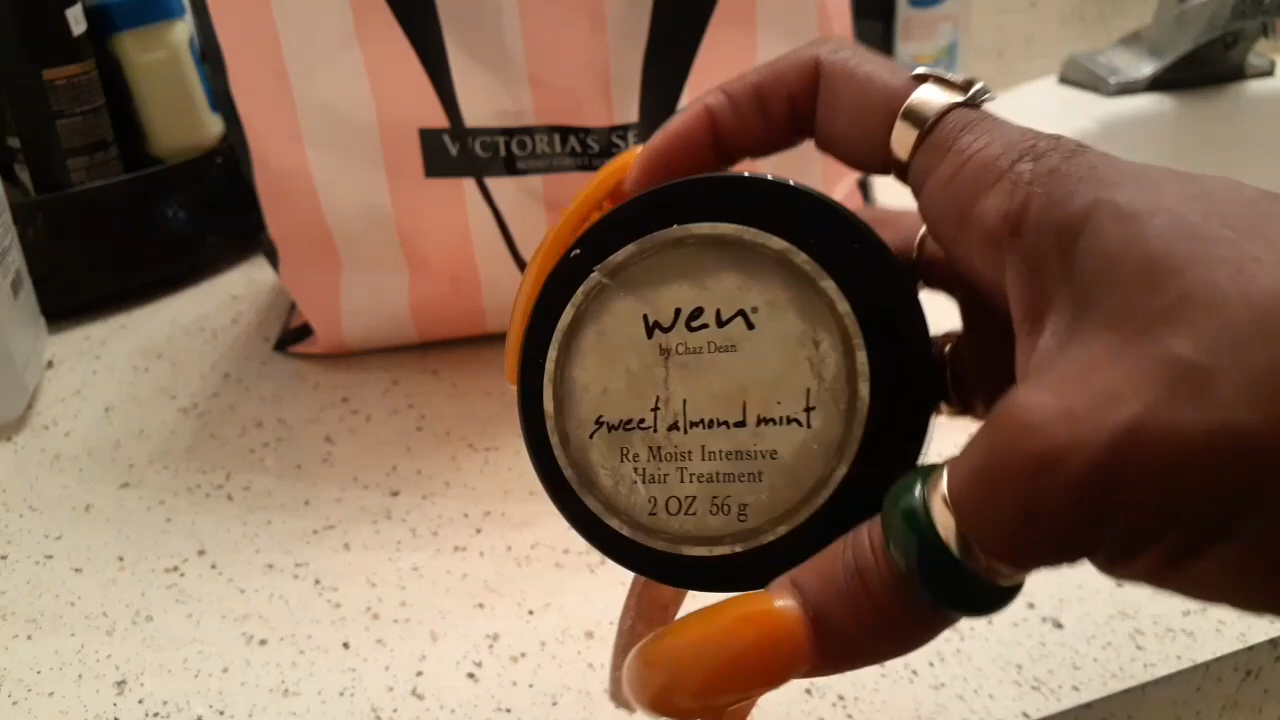 VICTORIA'S SE
wen®
by Chaz Dean
sweet almond mint
Re Moist Intensive
Hair Treatment
2 OZ 56 g